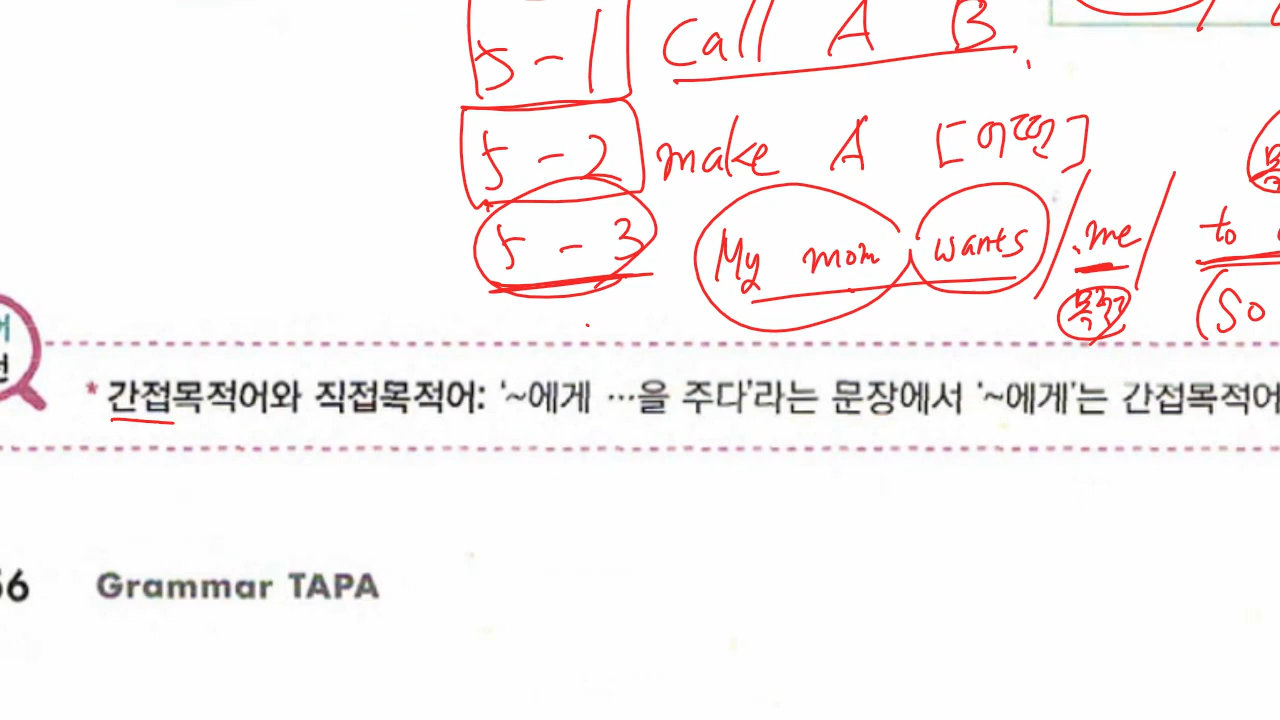 5-1 call A B
5-2 make A [어떤]
5-3 My mom wants / me / to
목적 (So
* 간접목적어와 직접목적어: '~에게 …을 주다'라는 문장에서 '~에게'는 간접목적어
56 Grammar TAPA